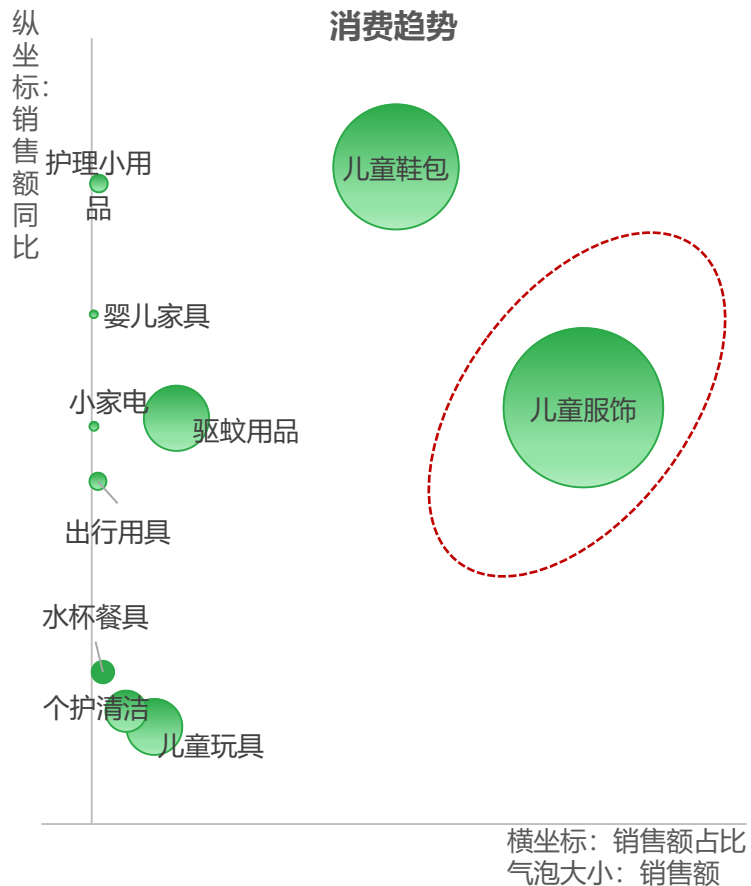 消费趋势
纵
坐
标:
销
售
额
同
比
儿童鞋包
护理小用
品
婴儿家具
小家电
驱蚊用品
儿童服饰
出行用具
水杯餐具
个护清洁
儿童玩具
横坐标：销售额占比
气泡大小：销售额